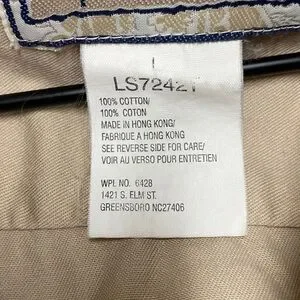 100% COTTON/
100% COTON
MADE IN HONG KONG/
FABRIQUE A HONG KONG
SEE REVERSE SIDE FOR CARE/
VOIR AU VERSO POUR ENTRETIEN
WPL NO. 6428
1421 S. ELM ST.
GREENSBORO NC27406